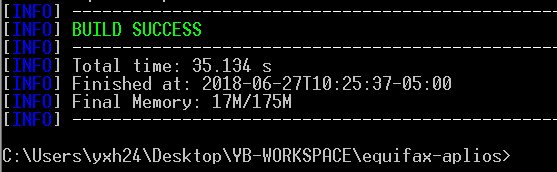 [INFO] ------------------------------------------------------------------------
[INFO] BUILD SUCCESS
[INFO] ------------------------------------------------------------------------
[INFO] Total time: 35.134 s
[INFO] Finished at: 2018-06-27T10:25:37-05:00
[INFO] Final Memory: 17M/175M
[INFO] ------------------------------------------------------------------------
C:\Users\yxh24\Desktop\YB-WORKSPACE\equifax-aplios>